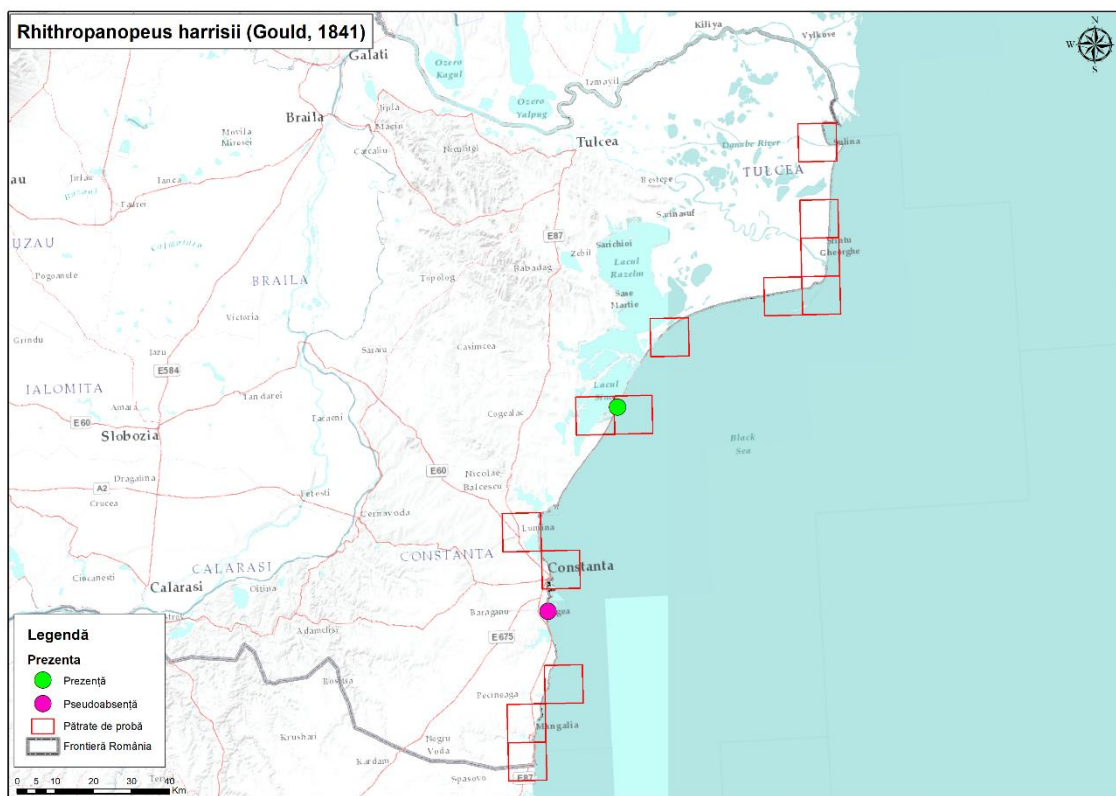 Rhithropanopeus harrisii (Gould, 1841)
Kiliya
Vylkove
N
W
E
S
Galati
Ozero
Kagul
Izmayil
Ozero
Yalpug
Jijila
Braila
Macin
Movila
Miresei
Carcaliu
Niculitel
Tulcea
Danube River
Sulina
Jirlau
Ianca
Bestepe
TULCEA
au
Sarinasuf
E87
Sarichioi
UZAU
Zebil
Lacul
Razelm
Sfintu
Gheorghe
Pogoanele
Topolog
Babadag
BRAILA
Sase
Martie
Victoria
Grindu
Iazu
Saraiu
Casimcea
E584
IALOMITA
Tandarei
Lacul
Amara
Facaeni
Cogealac
E60
Slobozia
Black
Sea
E60
Nicolae
Balcescu
Dragalina
A2
Fetesti
Crucea
Cernavoda
Lumina
CONSTANTA
Constanta
Ciocanesti
CALARASI
Calarasi
Oltina
Baraganu
Adamclisi
E675
Legendă
Prezenta
Prezență
Pseudoabsență
Pătrate de probă
Frontieră România
Pecineaga
Mangalia
Krushari
Negru
Voda
Kardam
Spasovo
E87
0 5 10 20 30 40
Km